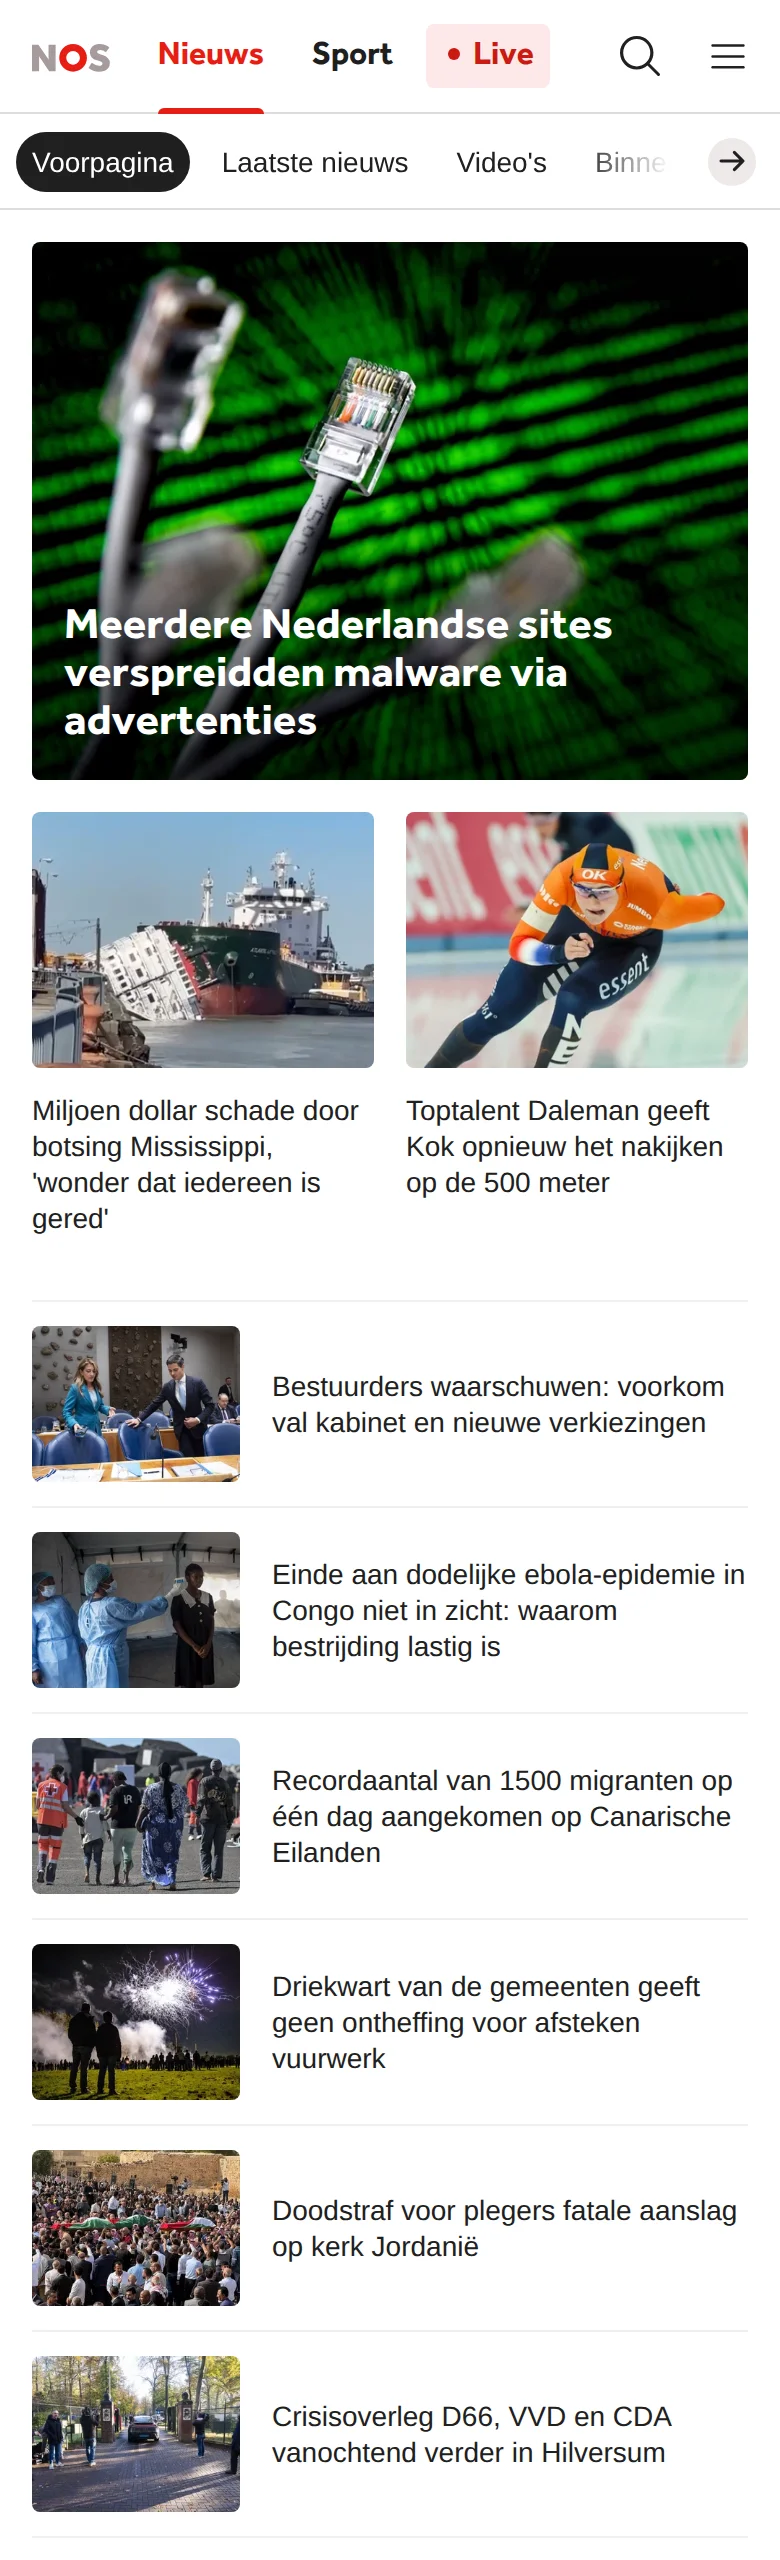 NOS
Nieuws
Sport
Live
Voorpagina
Laatste nieuws
Video's
Binne
Meerdere Nederlandse sites
verspreidden malware via
advertenties
OK
JUMBO
essent
Miljoen dollar schade door
botsing Mississippi,
'wonder dat iedereen is
gered'
Toptalent Daleman geeft
Kok opnieuw het nakijken
op de 500 meter
Bestuurders waarschuwen: voorkom
val kabinet en nieuwe verkiezingen
Einde aan dodelijke ebola-epidemie in
Congo niet in zicht: waarom
bestrijding lastig is
Recordaantal van 1500 migranten op
één dag aangekomen op Canarische
Eilanden
Driekwart van de gemeenten geeft
geen ontheffing voor afsteken
vuurwerk
Doodstraf voor plegers fatale aanslag
op kerk Jordanië
Crisisoverleg D66, VVD en CDA
vanochtend verder in Hilversum